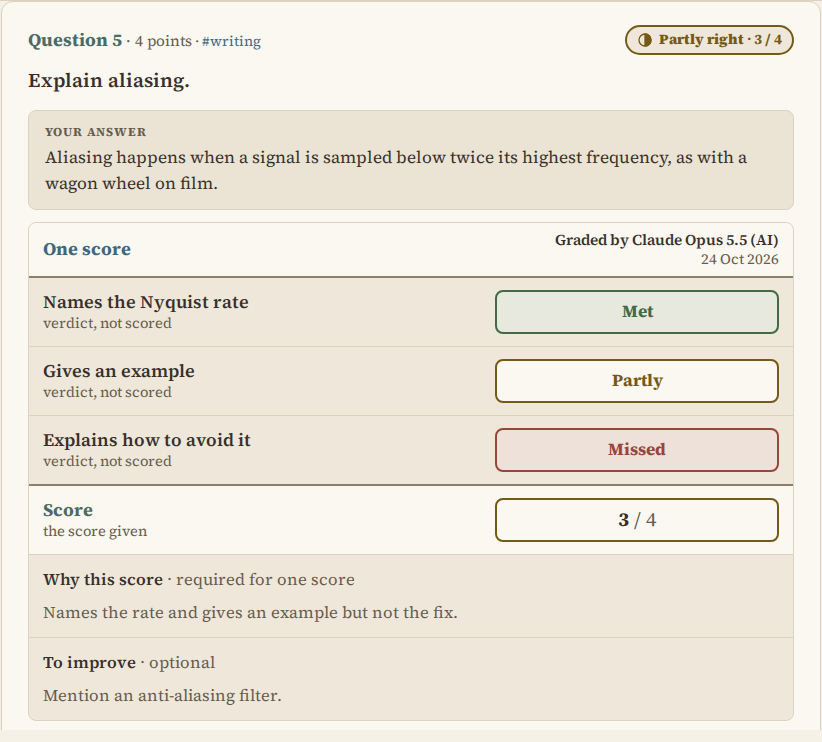 Question 5 · 4 points · #writing
Partly right · 3 / 4
Explain aliasing.
YOUR ANSWER
Aliasing happens when a signal is sampled below twice its highest frequency, as with a
wagon wheel on film.
One score
Graded by Claude Opus 5.5 (AI)
24 Oct 2026
Names the Nyquist rate
verdict, not scored
Met
Gives an example
verdict, not scored
Partly
Explains how to avoid it
verdict, not scored
Missed
Score
the score given
3 / 4
Why this score · required for one score
Names the rate and gives an example but not the fix.
To improve · optional
Mention an anti-aliasing filter.